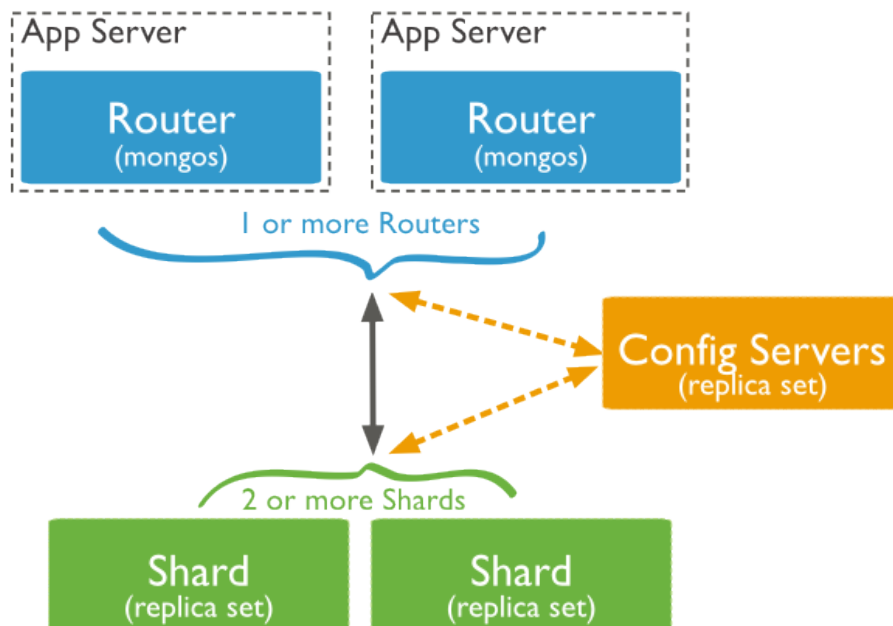 App Server
App Server
Router
(mongos)
Router
(mongos)
1 or more Routers
Config Servers
(replica set)
2 or more Shards
Shard
(replica set)
Shard
(replica set)